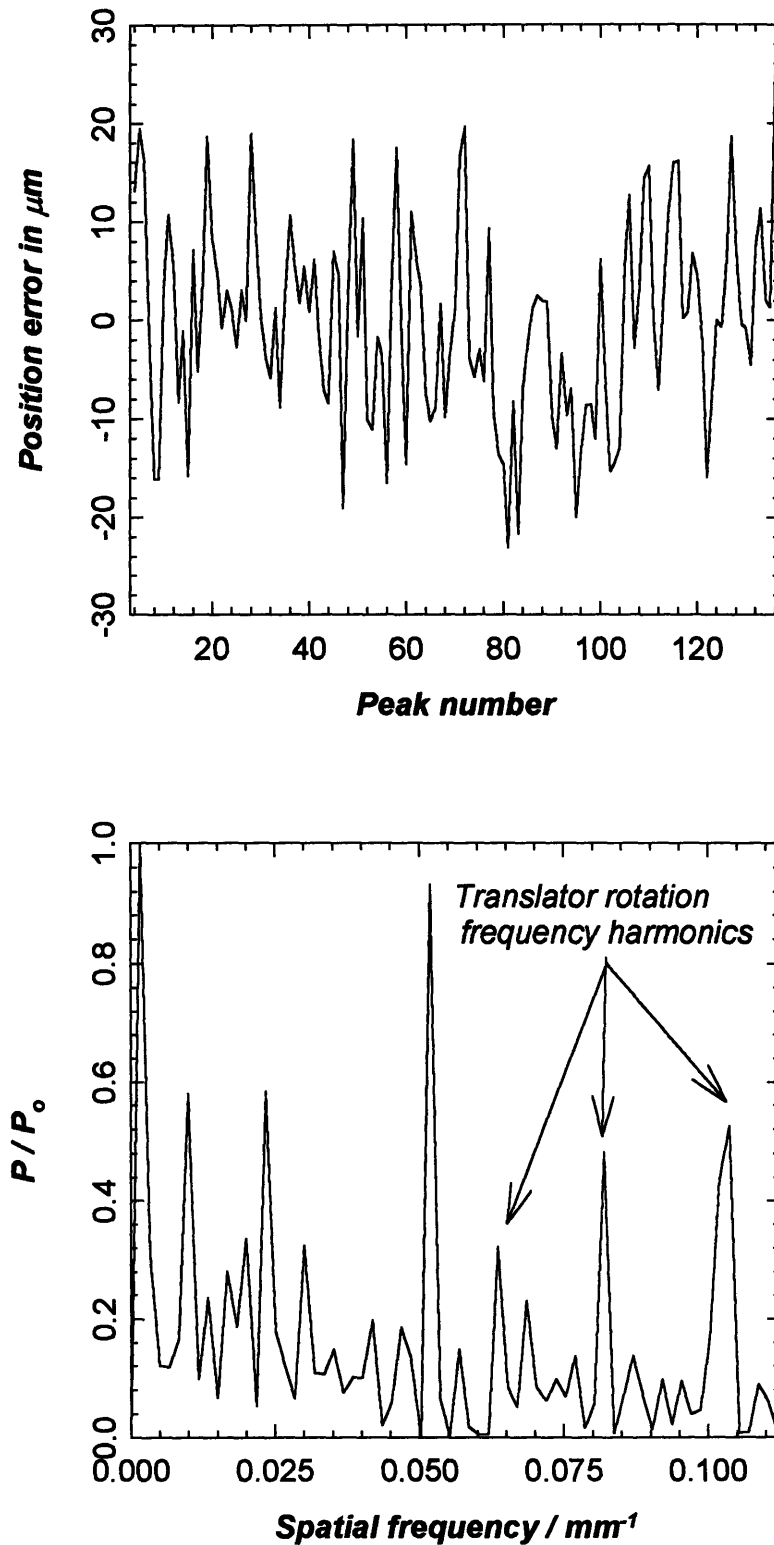 30
20
10
0
-10
-20
-30
Position error in μm
20 40 60 80 100 120
Peak number
1.0
0.8
0.6
0.4
0.2
0.0
P / Po
Translator rotation
frequency harmonics
0.000 0.025 0.050 0.075 0.100
Spatial frequency / mm-1